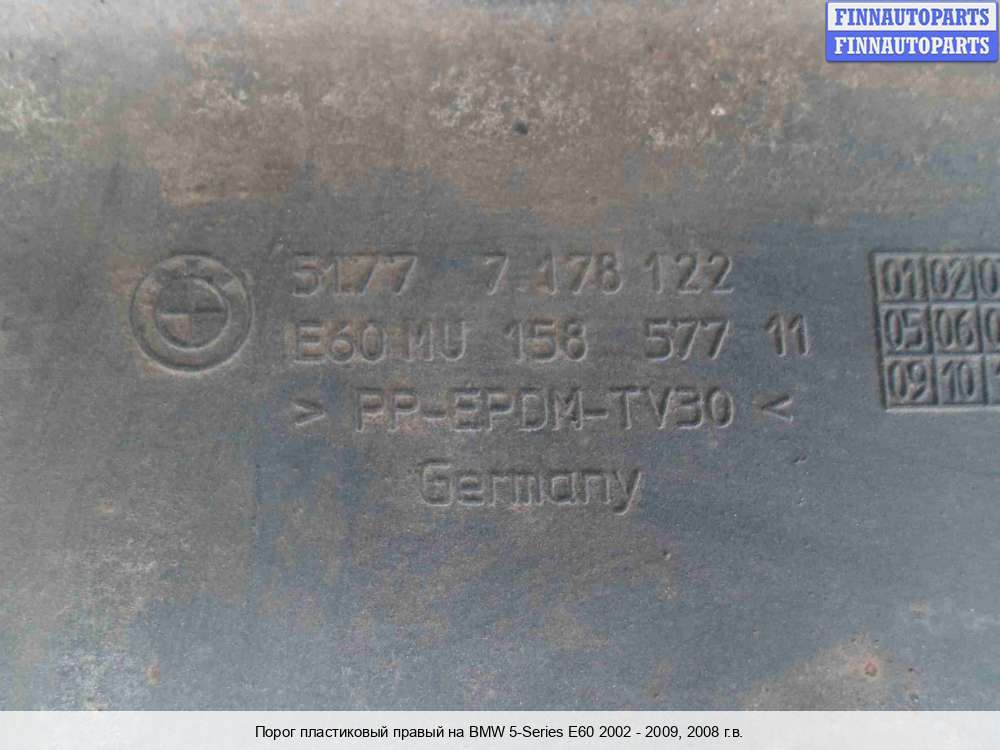 FINNAUTOPARTS
FINNAUTOPARTS
5177 7.178 122
E60 MU 158 577 11
> PP-EPDM-TV30 <
Germany
01 02
05 06
09 10
Порог пластиковый правый на BMW 5-Series E60 2002 - 2009, 2008 г.в.